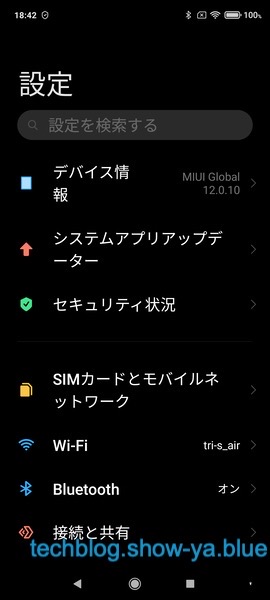 18:42 100%
設定
設定を検索する
デバイス情
報
MIUI Global
12.0.10
システムアプリアップデ
ーター
セキュリティ状況
SIMカードとモバイルネ
ットワーク
Wi-Fi tri-s_air
Bluetooth オン
接続と共有
techblog.show-ya.blue